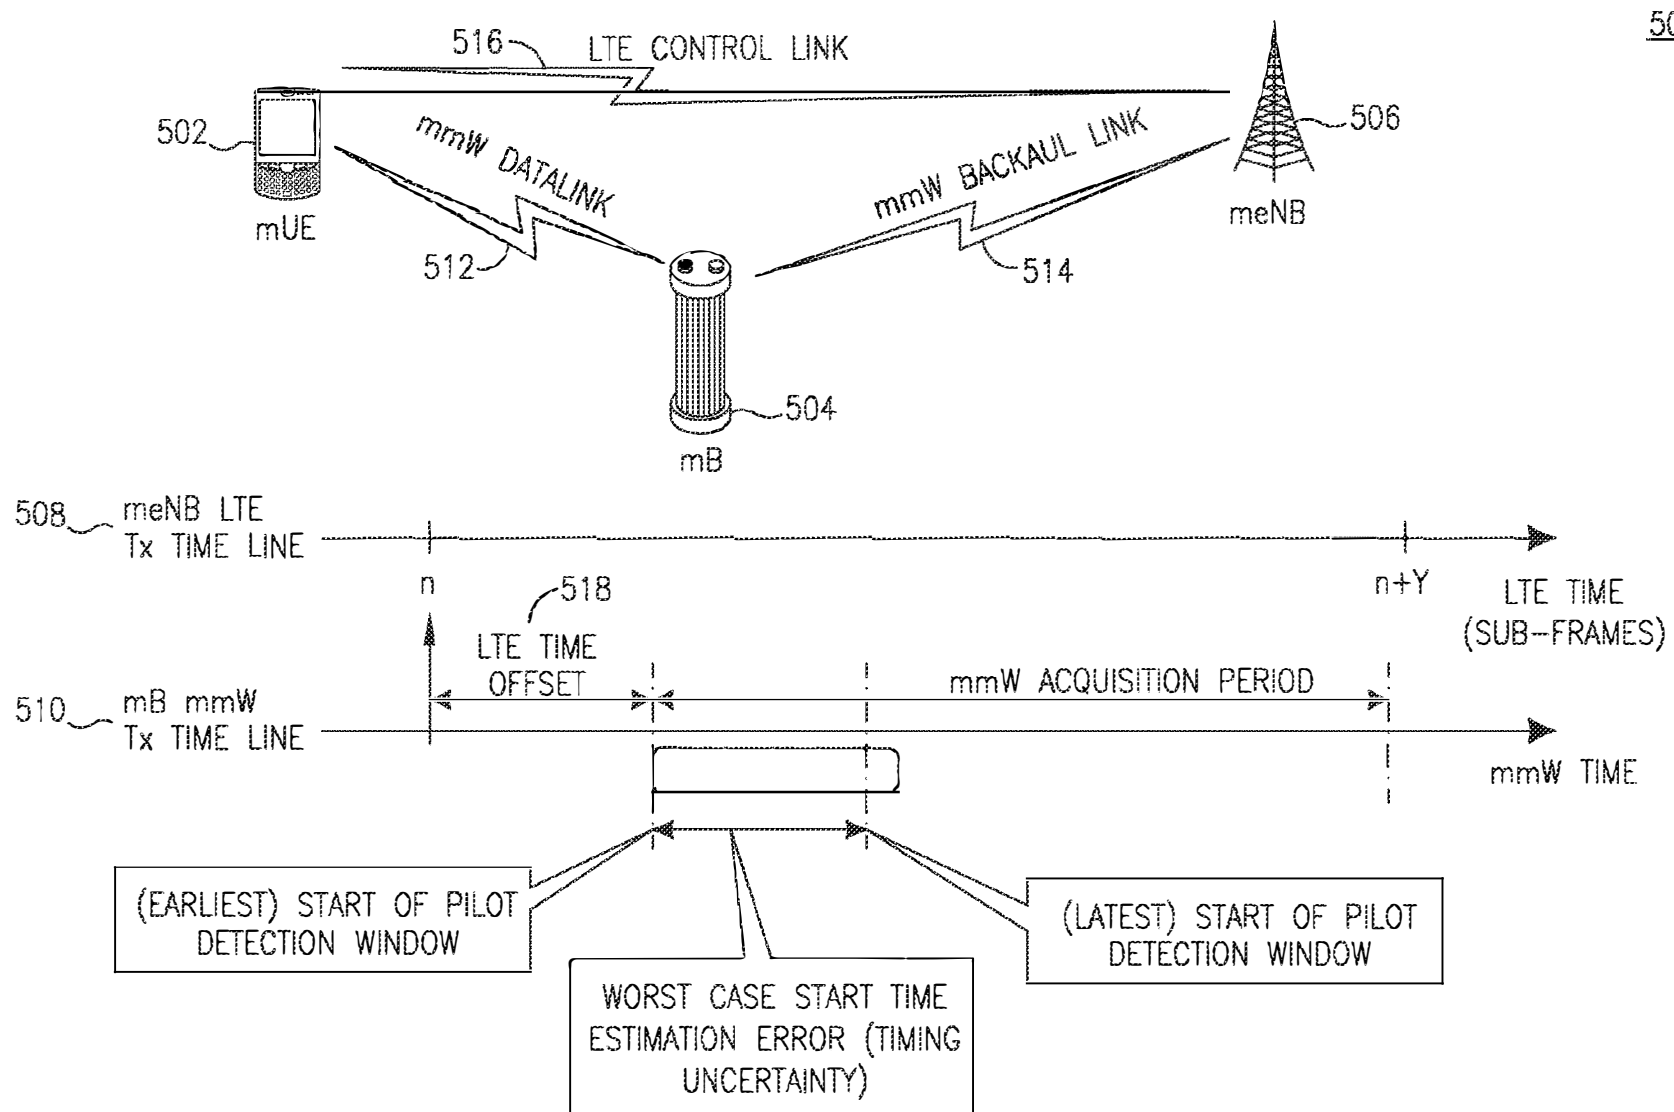 50
516
LTE CONTROL LINK
502
mmW DATALINK
mmW BACKAUL LINK
506
mUE
meNB
512
514
504
mB
508
meNB LTE
Tx TIME LINE
n
n+Y
LTE TIME
(SUB-FRAMES)
518
LTE TIME
OFFSET
mmW ACQUISITION PERIOD
510
mB mmW
Tx TIME LINE
mmW TIME
(EARLIEST) START OF PILOT
DETECTION WINDOW
(LATEST) START OF PILOT
DETECTION WINDOW
WORST CASE START TIME
ESTIMATION ERROR (TIMING
UNCERTAINTY)